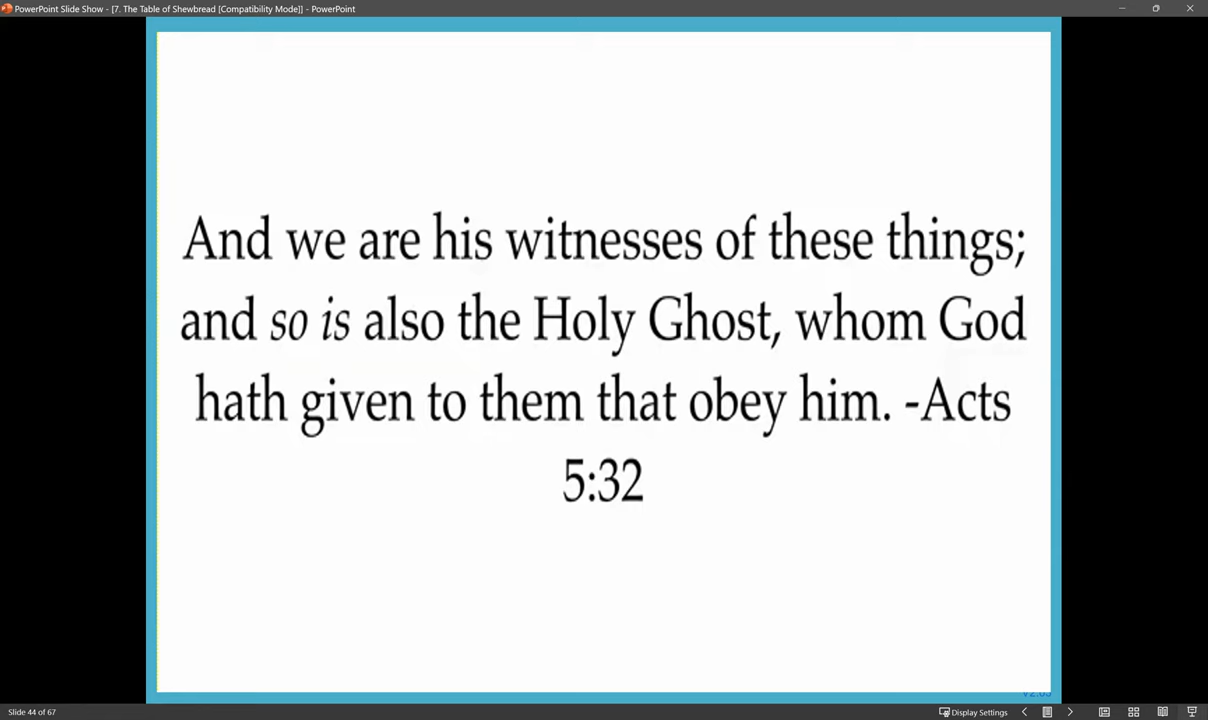 PowerPoint Slide Show - [7. The Table of Shewbread [Compatibility Mode]] - PowerPoint
And we are his witnesses of these things;
and so is also the Holy Ghost, whom God
hath given to them that obey him. -Acts
5:32
Slide 44 of 67
Display Settings